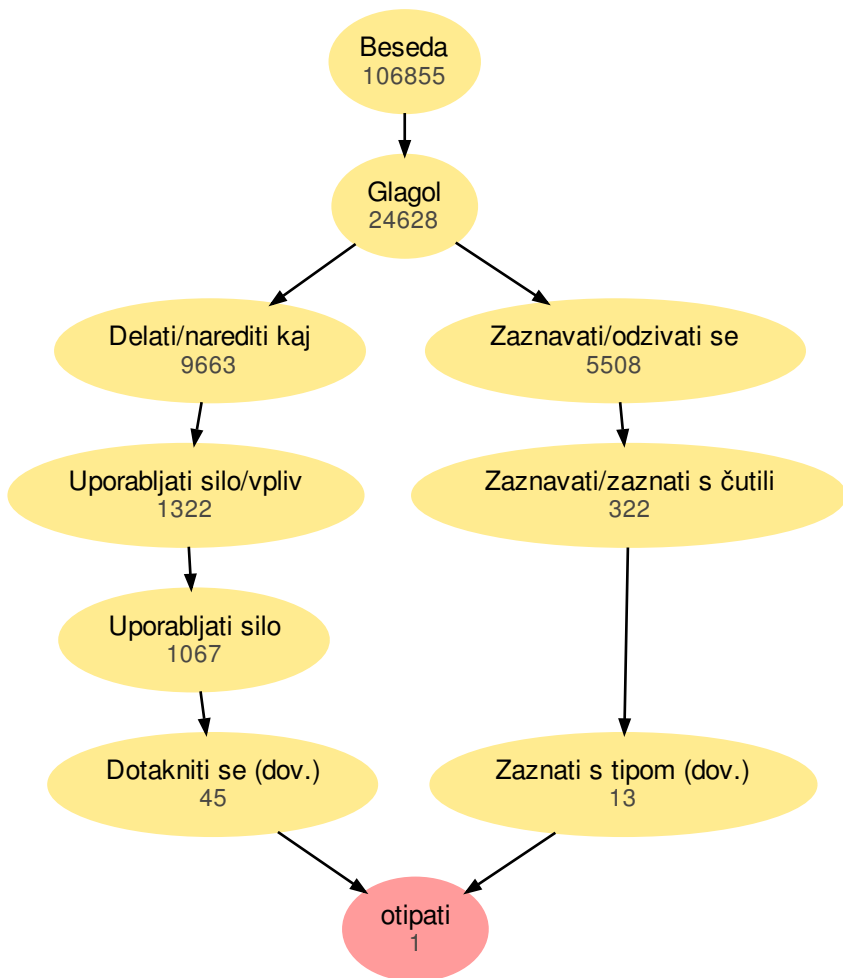 Beseda
106855
Glagol
24628
Delati/narediti kaj
9663
Zaznavati/odzivati se
5508
Uporabljati silo/vpliv
1322
Zaznavati/zaznati s čutili
322
Uporabljati silo
1067
Dotakniti se (dov.)
45
Zaznati s tipom (dov.)
13
otipati
1